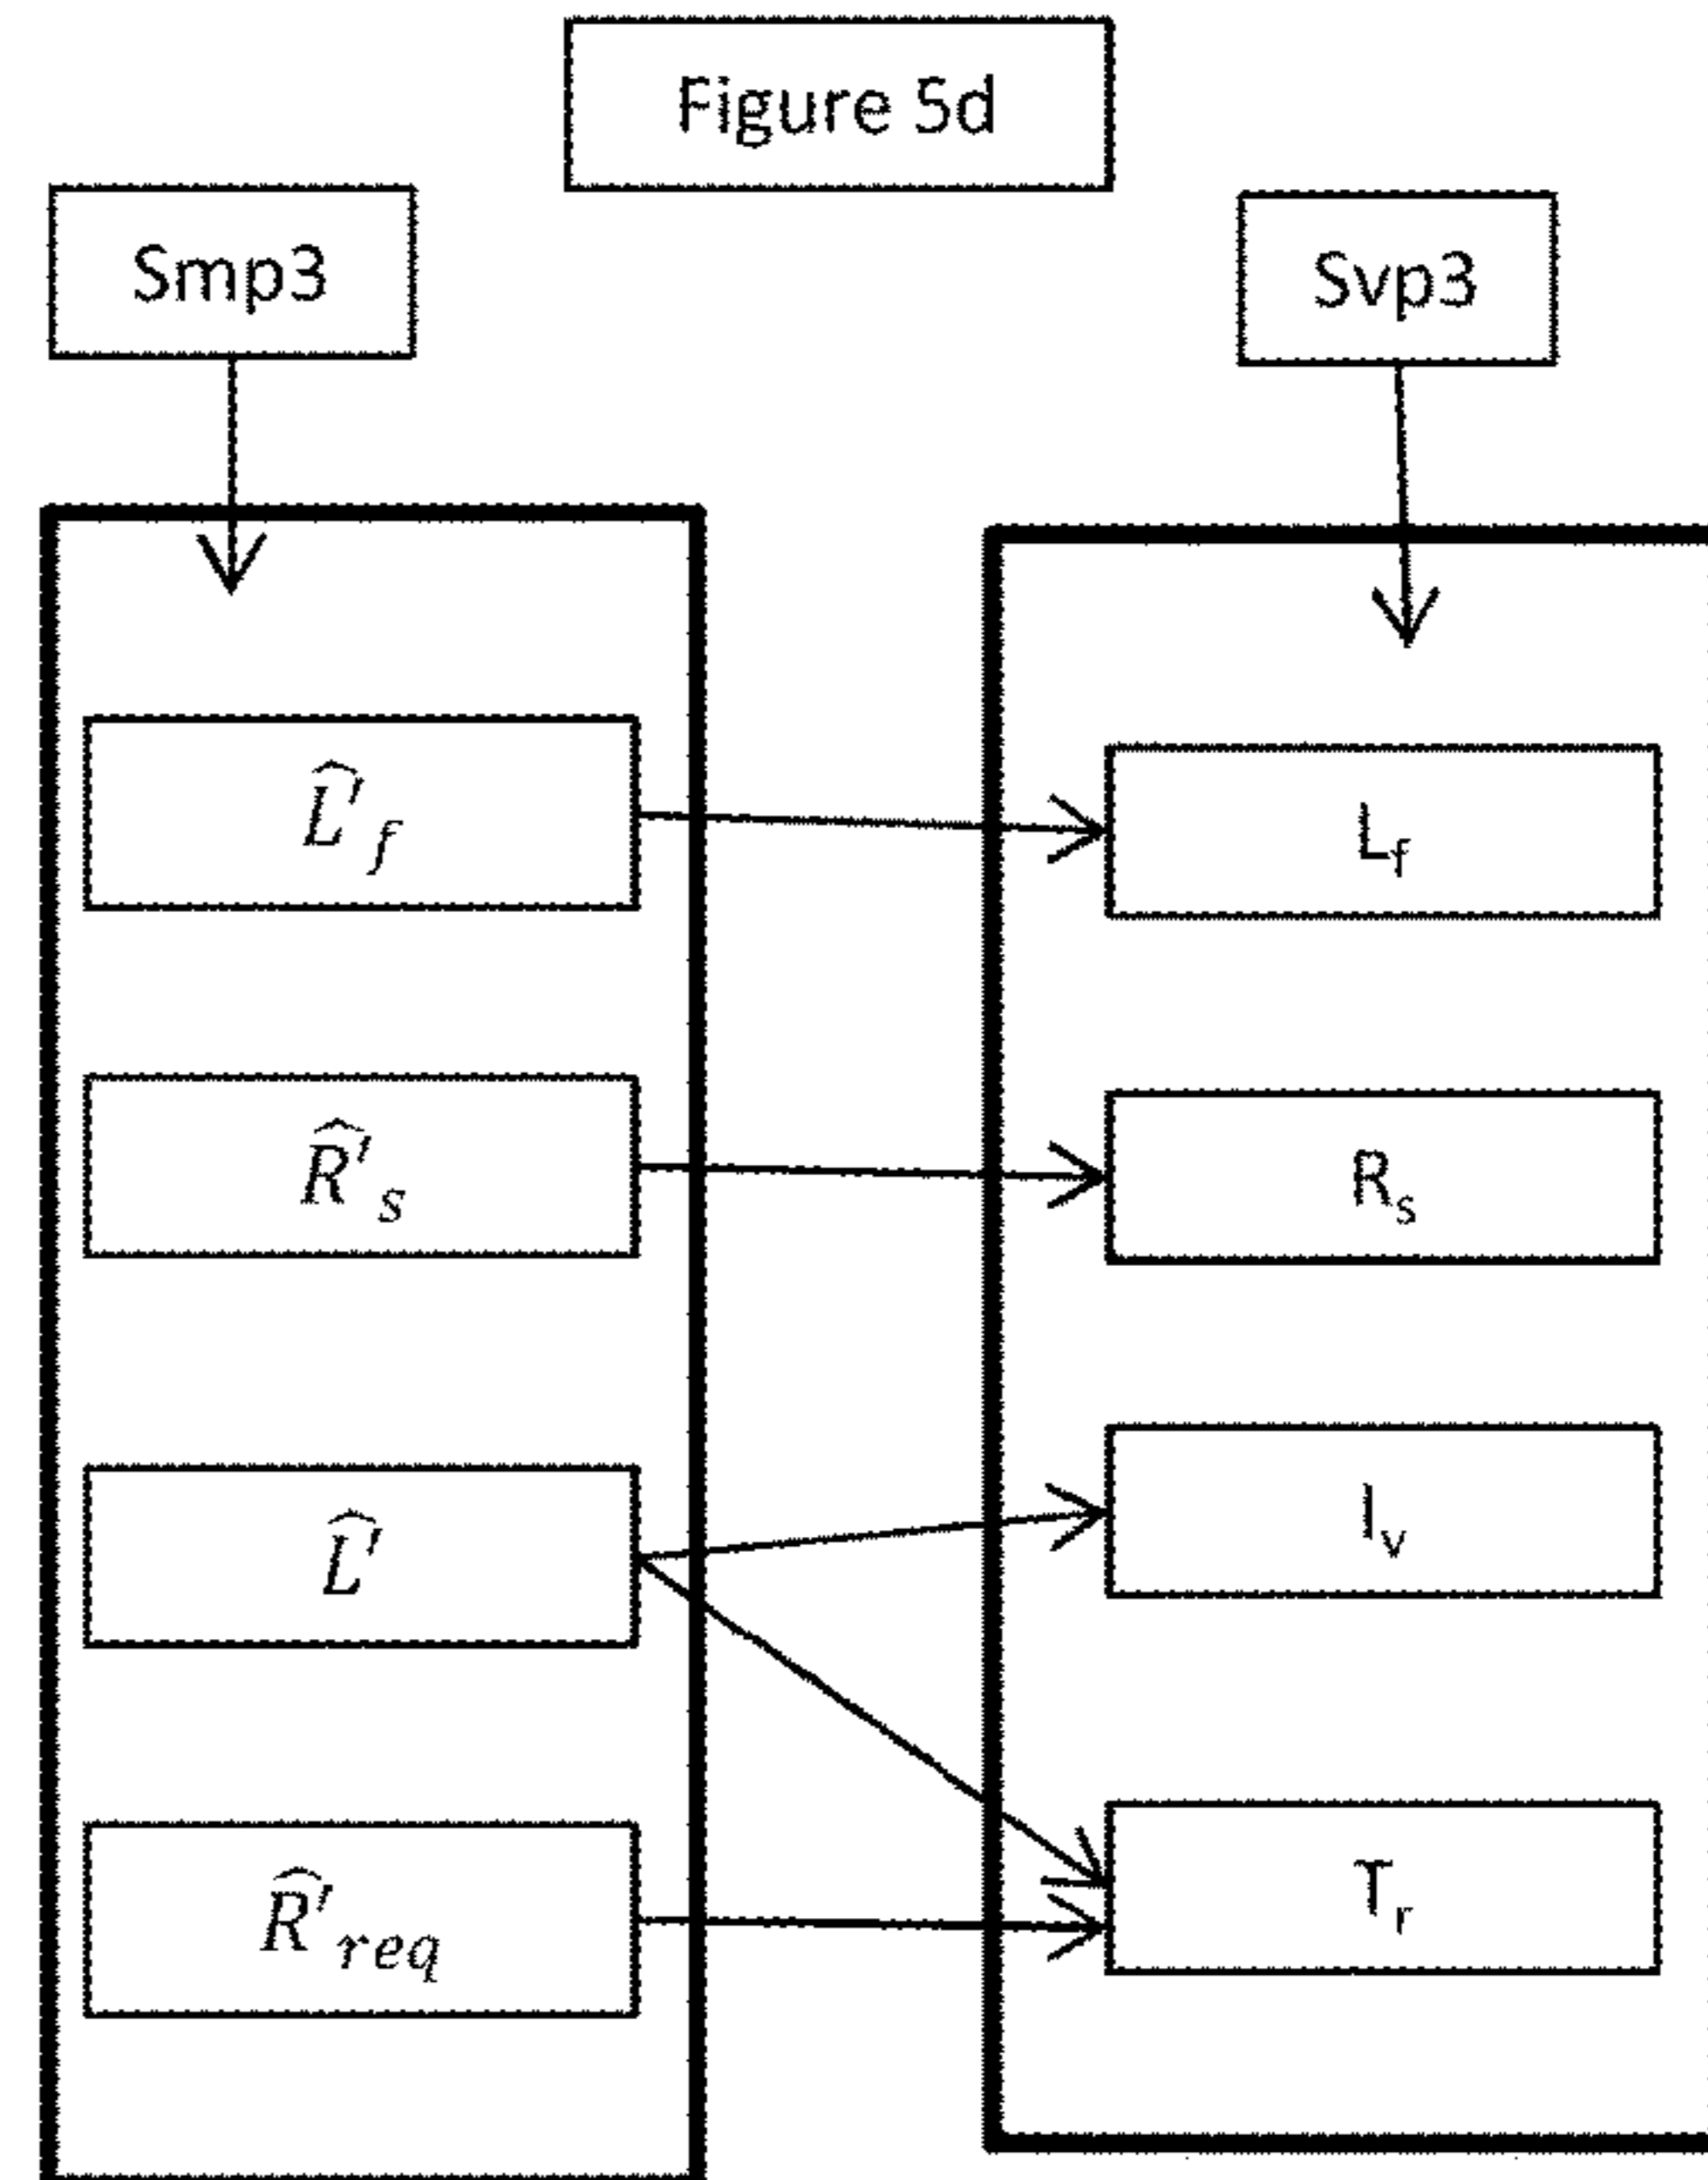 Figure 5d
Smp3
Svp3
L̂'f
Lf
R̂'s
Rs
L̂'
Iv
R̂'req
Tr